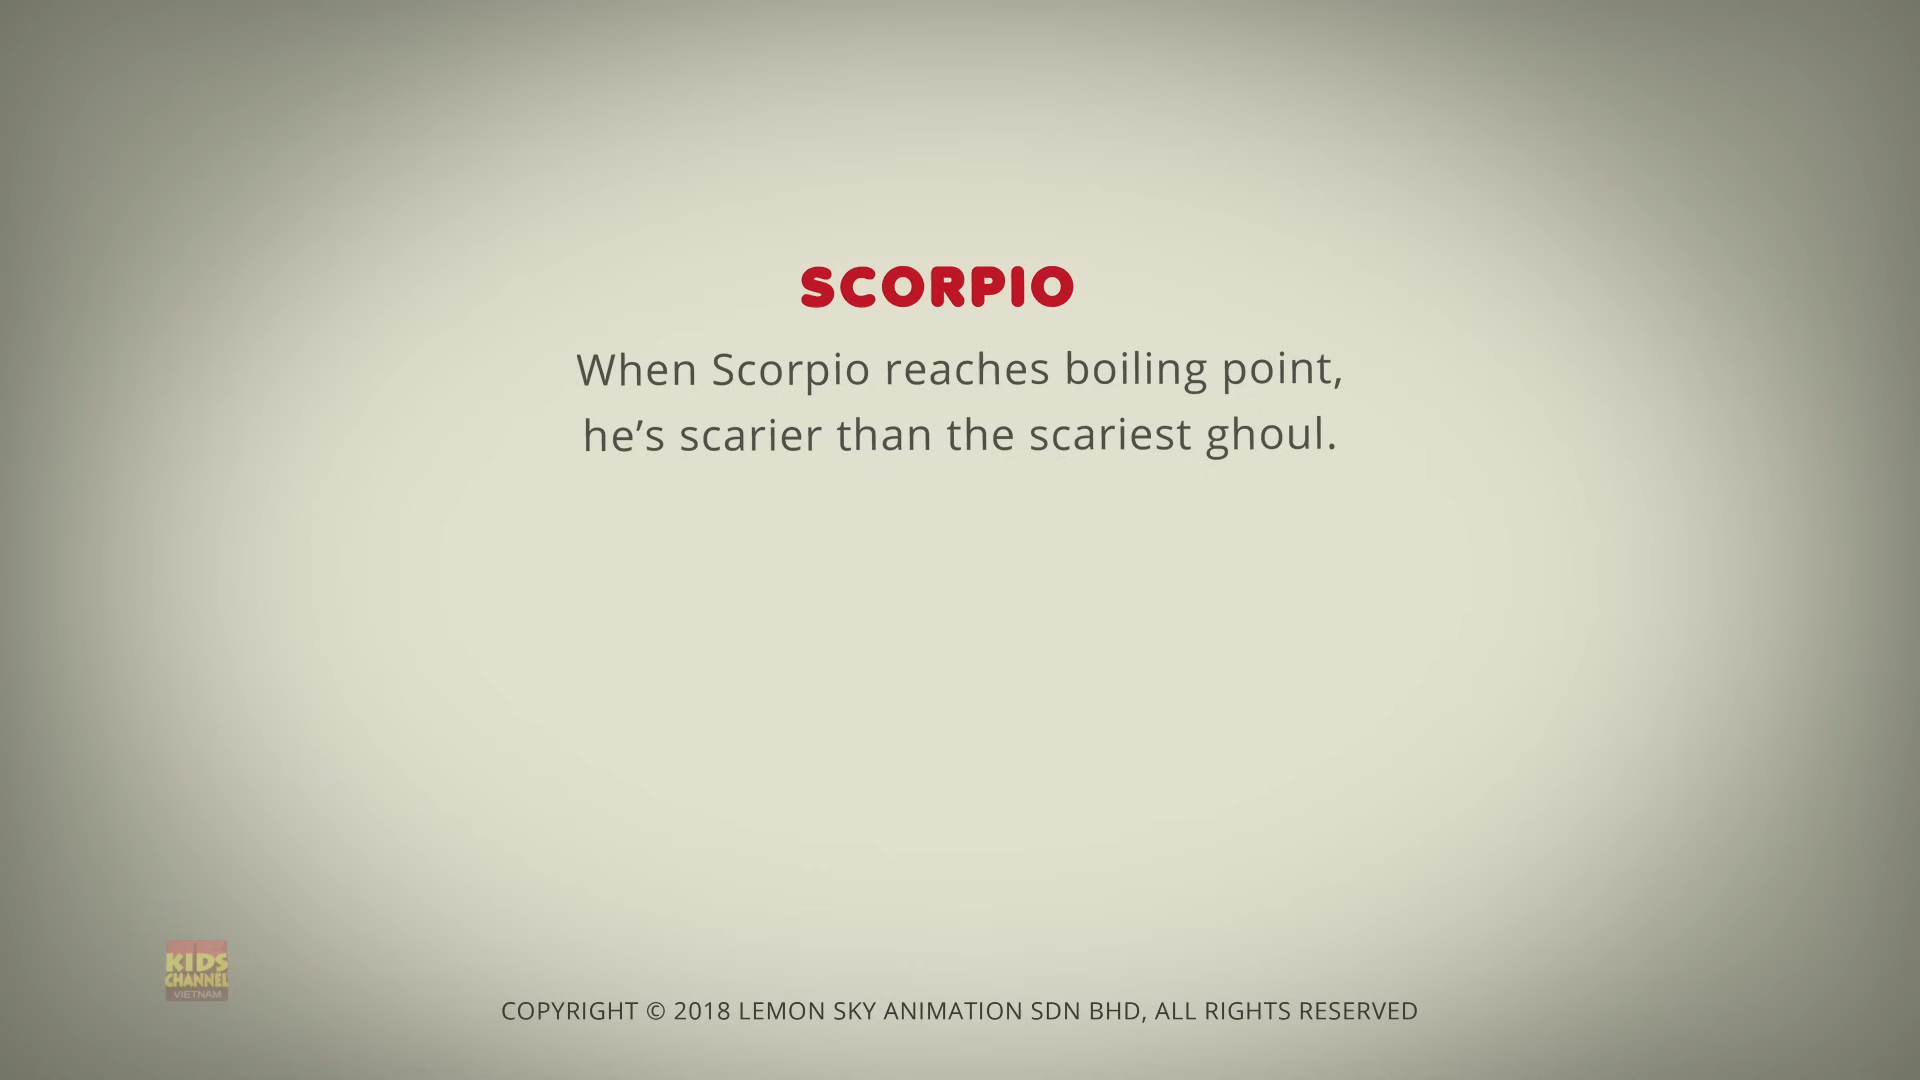 SCORPIO
When Scorpio reaches boiling point,
he’s scarier than the scariest ghoul.
KIDS
CHANNEL
VIETNAM
COPYRIGHT © 2018 LEMON SKY ANIMATION SDN BHD, ALL RIGHTS RESERVED